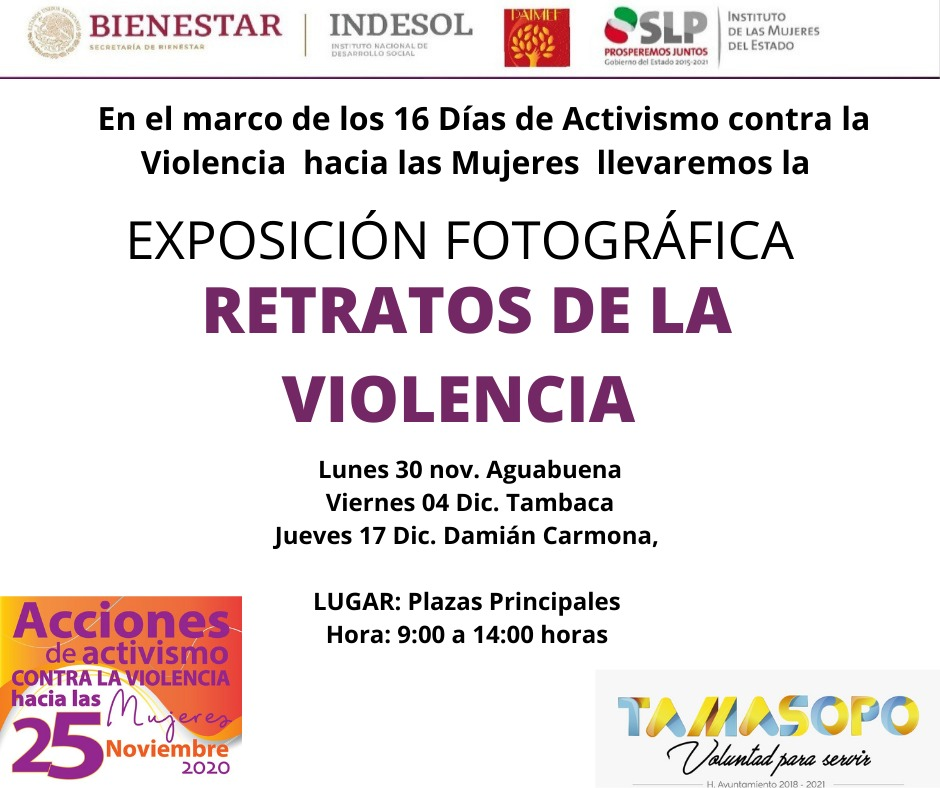 BIENESTAR
SECRETARÍA DE BIENESTAR
INDESOL
INSTITUTO NACIONAL DE
DESARROLLO SOCIAL
PAIMEF
SLP
PROSPEREMOS JUNTOS
Gobierno del Estado 2015-2021
INSTITUTO
DE LAS MUJERES
DEL ESTADO
En el marco de los 16 Días de Activismo contra la
Violencia hacia las Mujeres llevaremos la
EXPOSICIÓN FOTOGRÁFICA
RETRATOS DE LA
VIOLENCIA
Lunes 30 nov. Aguabuena
Viernes 04 Dic. Tambaca
Jueves 17 Dic. Damián Carmona,
LUGAR: Plazas Principales
Hora: 9:00 a 14:00 horas
Acciones
de activismo
CONTRA LA VIOLENCIA
hacia las
Mujeres
25 Noviembre
2020
TAMASOPO
Voluntad para servir
H. Ayuntamiento 2018 - 2021